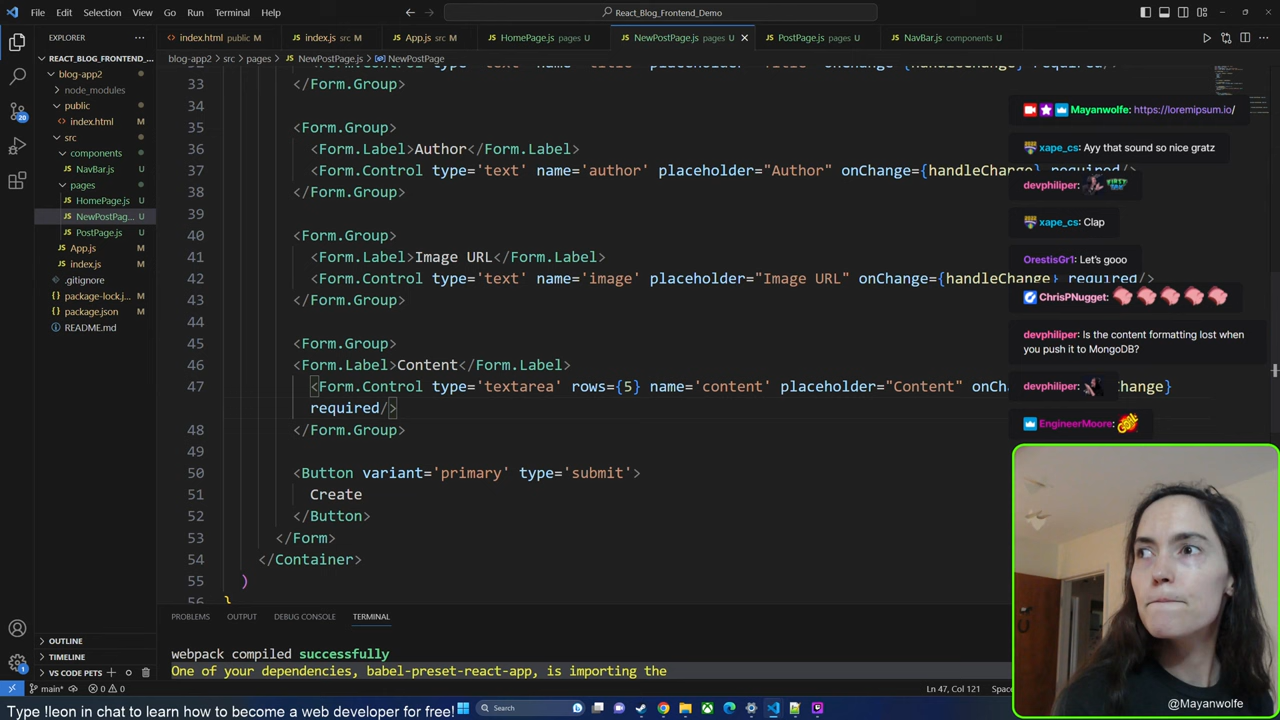 File Edit Selection View Go Run Terminal Help
React_Blog_Frontend_Demo
EXPLORER
index.html public M
index.js src M
App.js src M
HomePage.js pages U
NewPostPage.js pages U
PostPage.js pages U
NavBar.js components U
REACT_BLOG_FRONTEND_...
blog-app2
node_modules
public
index.html M
src
components
NavBar.js U
pages
HomePage.js U
NewPostPag... U
PostPage.js U
App.js M
index.js M
.gitignore
package-lock.j... M
package.json M
README.md
OUTLINE
TIMELINE
VS CODE PETS
blog-app2 > src > pages > NewPostPage.js > NewPostPage
33 </Form.Group>
34
35 <Form.Group>
36 <Form.Label>Author</Form.Label>
37 <Form.Control type='text' name='author' placeholder="Author" onChange={handleChange} required/>
38 </Form.Group>
39
40 <Form.Group>
41 <Form.Label>Image URL</Form.Label>
42 <Form.Control type='text' name='image' placeholder="Image URL" onChange={handleChange} required/>
43 </Form.Group>
44
45 <Form.Group>
46 <Form.Label>Content</Form.Label>
47 <Form.Control type='textarea' rows={5} name='content' placeholder="Content" onCh Change}
required/>
48 </Form.Group>
49
50 <Button variant='primary' type='submit'>
51 Create
52 </Button>
53 </Form>
54 </Container>
55 )
56 }
Mayanwolfe: https://loremipsum.io/
xape_cs: Ayy that sound so nice gratz
devphiliper:
xape_cs: Clap
OrestisGr1: Let's gooo
ChrisPNugget:
devphiliper: Is the content formatting lost when
you push it to MongoDB?
devphiliper:
EngineerMoore:
PROBLEMS OUTPUT DEBUG CONSOLE TERMINAL
webpack compiled successfully
One of your dependencies, babel-preset-react-app, is importing the
main* 0 0
Ln 47, Col 121
Type !leon in chat to learn how to become a web developer for free!
Search
@Mayanwolfe